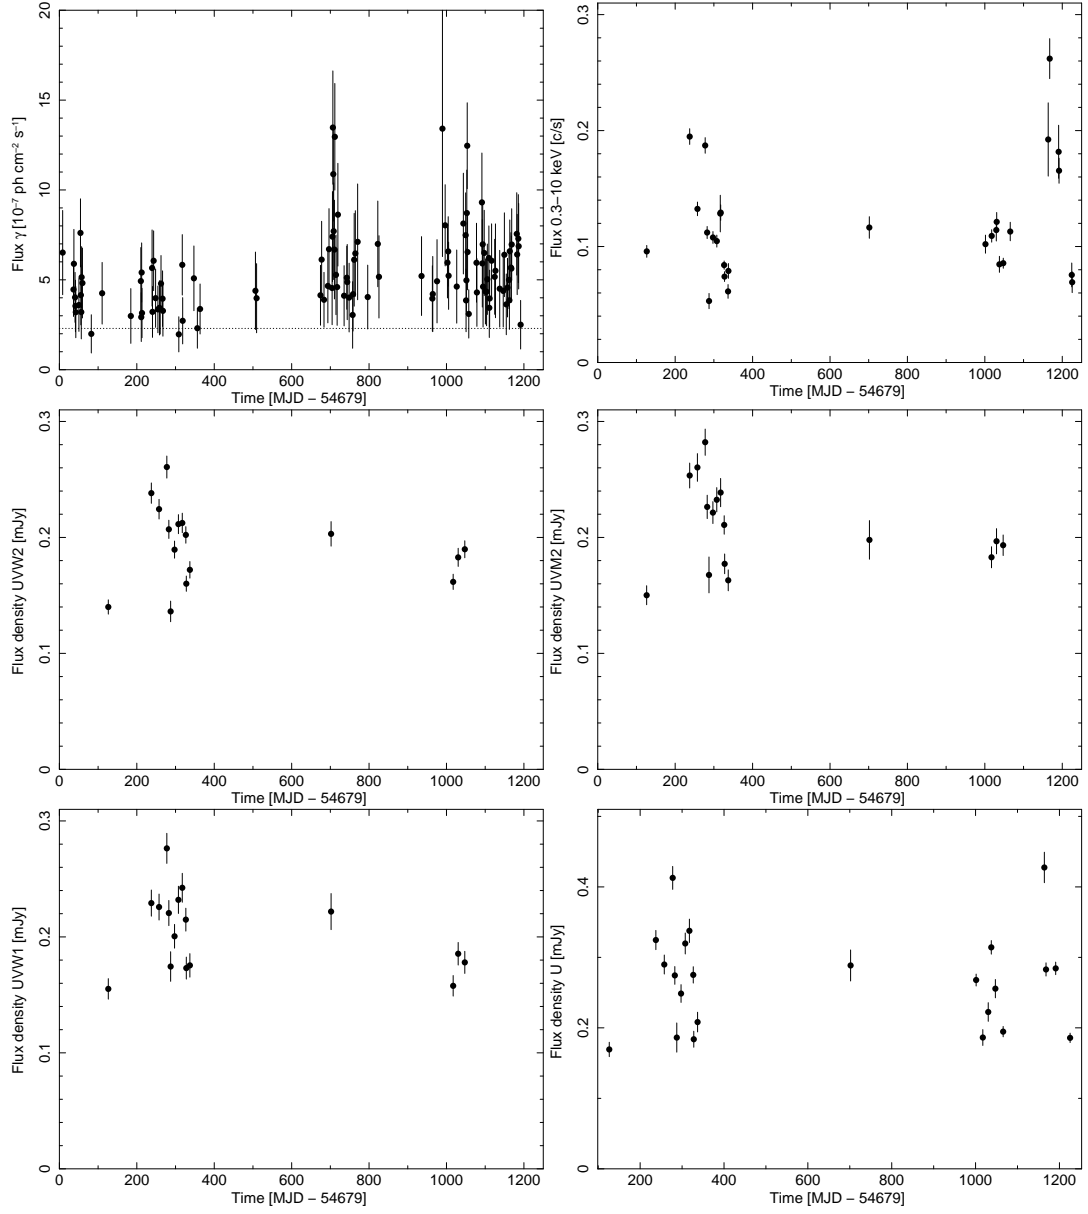 Flux γ [10⁻⁷ ph cm⁻² s⁻¹]
20
15
10
5
0
0 200 400 600 800 1000 1200
Time [MJD − 54679]
Flux 0.3−10 keV [c/s]
0.3
0.2
0.1
0
0 200 400 600 800 1000 1200
Time [MJD − 54679]
Flux density UVW2 [mJy]
0.3
0.2
0.1
0
0 200 400 600 800 1000 1200
Time [MJD − 54679]
Flux density UVM2 [mJy]
0.3
0.2
0.1
0
0 200 400 600 800 1000 1200
Time [MJD − 54679]
Flux density UVW1 [mJy]
0.3
0.2
0.1
0
0 200 400 600 800 1000 1200
Time [MJD − 54679]
Flux density U [mJy]
0.4
0.2
0
200 400 600 800 1000 1200
Time [MJD − 54679]